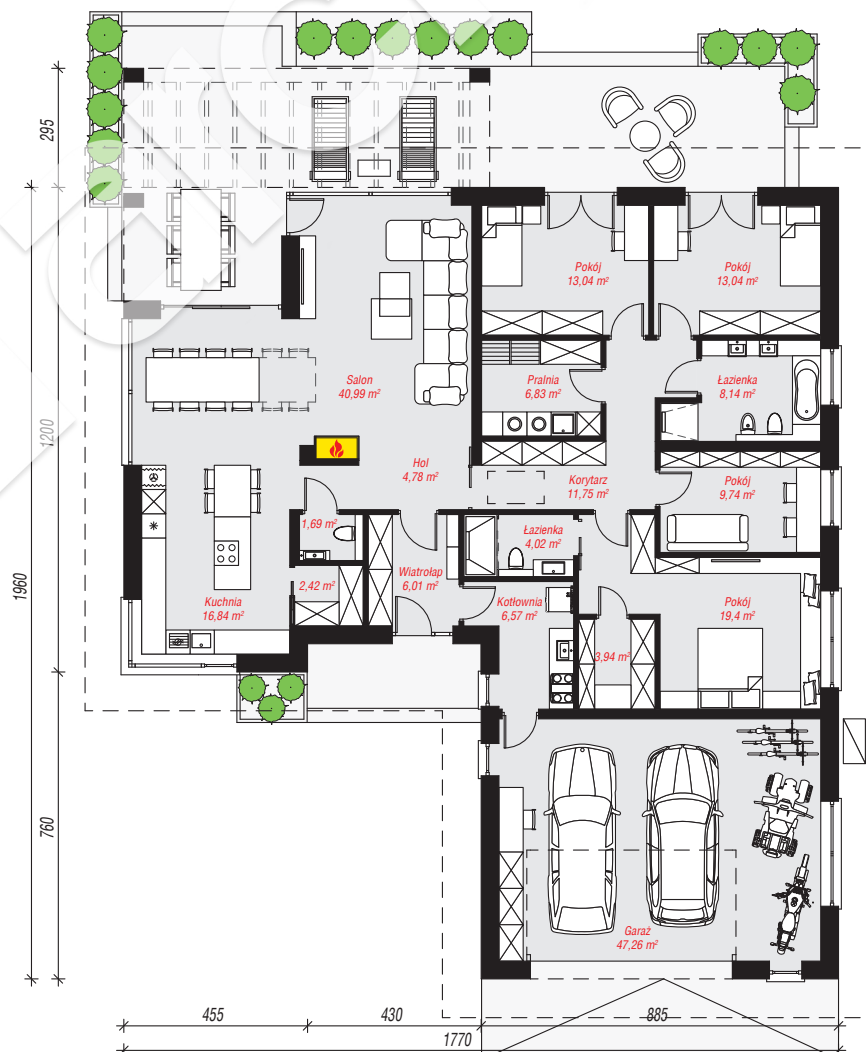 295
1200
1960
760
Pokój
13,04 m²
Pokój
13,04 m²
Salon
40,99 m²
Pralnia
6,83 m²
Łazienka
8,14 m²
Hol
4,78 m²
Korytarz
11,75 m²
Pokój
9,74 m²
1,69 m²
Łazienka
4,02 m²
Wiatrołap
6,01 m²
2,42 m²
Kuchnia
16,84 m²
Kotłownia
6,57 m²
Pokój
19,4 m²
3,94 m²
Garaż
47,26 m²
455
430
885
1770